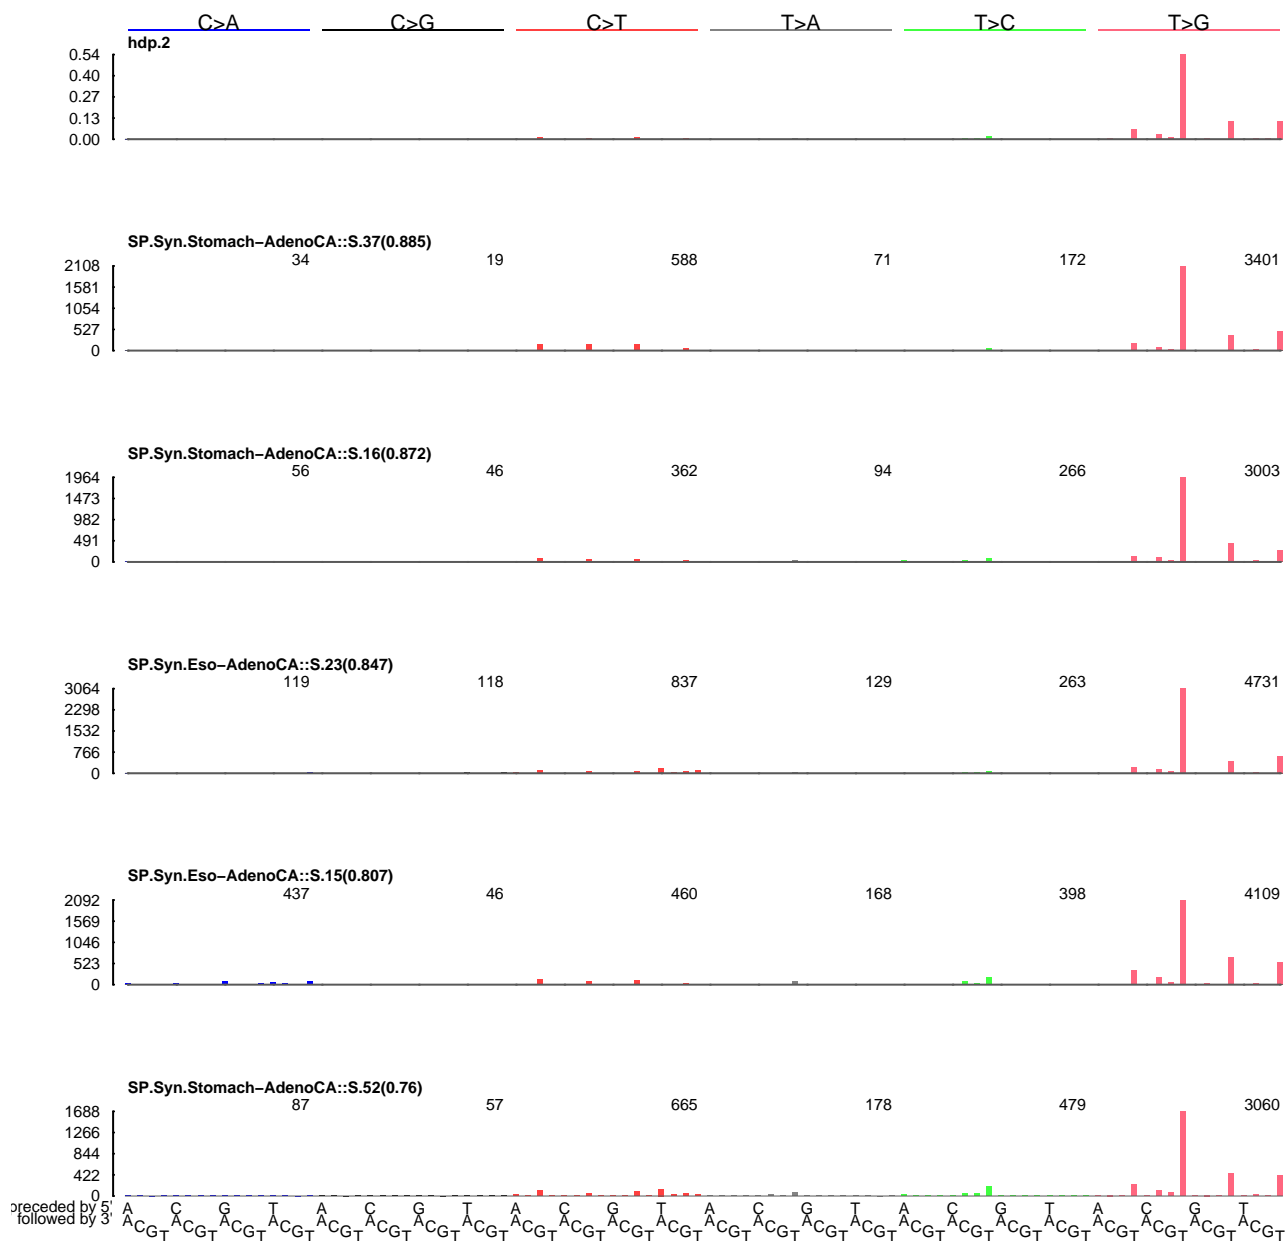 C>A C>G C>T T>A T>C T>G
hdp.2
0.54
0.40
0.27
0.13
0.00
SP.Syn.Stomach−AdenoCA::S.37(0.885)
34 19 588 71 172 3401
2108
1581
1054
527
0
SP.Syn.Stomach−AdenoCA::S.16(0.872)
56 46 362 94 266 3003
1964
1473
982
491
0
SP.Syn.Eso−AdenoCA::S.23(0.847)
119 118 837 129 263 4731
3064
2298
1532
766
0
SP.Syn.Eso−AdenoCA::S.15(0.807)
437 46 460 168 398 4109
2092
1569
1046
523
0
SP.Syn.Stomach−AdenoCA::S.52(0.76)
87 57 665 178 479 3060
1688
1266
844
422
0
preceded by 5' A C G T A C G T A C G T A C G T A C G T A C G T
followed by 3' A C G T A C G T A C G T A C G T A C G T A C G T A C G T A C G T A C G T A C G T A C G T A C G T A C G T A C G T A C G T A C G T A C G T A C G T A C G T A C G T A C G T A C G T A C G T A C G T